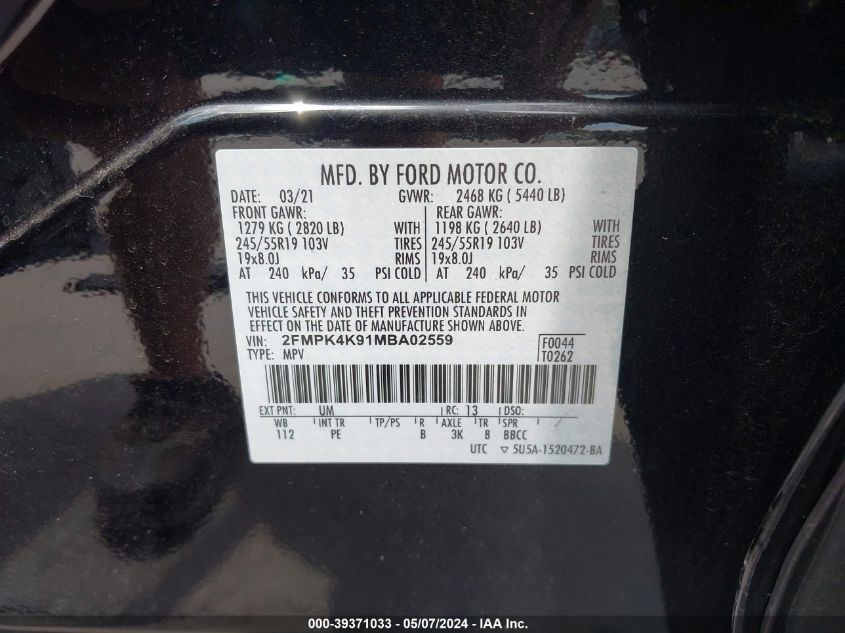 MFD. BY FORD MOTOR CO.
DATE: 03/21 GVWR: 2468 KG ( 5440 LB)
FRONT GAWR: REAR GAWR:
1279 KG ( 2820 LB) WITH 1198 KG ( 2640 LB) WITH
245/55R19 103V TIRES 245/55R19 103V TIRES
19x8.0J RIMS 19x8.0J RIMS
AT 240 kPa/ 35 PSI COLD AT 240 kPa/ 35 PSI COLD
THIS VEHICLE CONFORMS TO ALL APPLICABLE FEDERAL MOTOR
VEHICLE SAFETY AND THEFT PREVENTION STANDARDS IN
EFFECT ON THE DATE OF MANUFACTURE SHOWN ABOVE.
VIN: 2FMPK4K91MBA02559 F0044
TYPE: MPV T0262
EXT PNT: UM RC: 13 DSO:
WB INT TR TP/PS R AXLE TR SPR
112 PE B 3K 8 BBCC
UTC ▽ 5U5A-1520472-BA
000-39371033 / 05/07/2024 - IAA Inc.